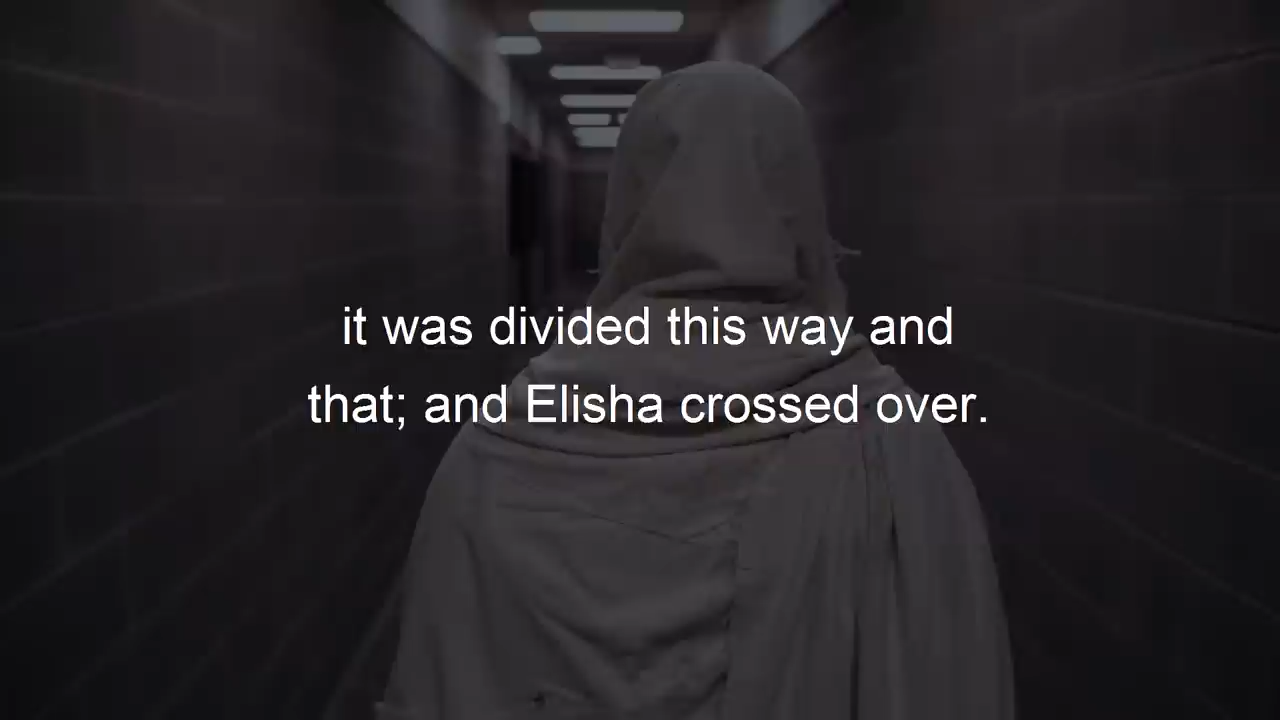 it was divided this way and
that; and Elisha crossed over.